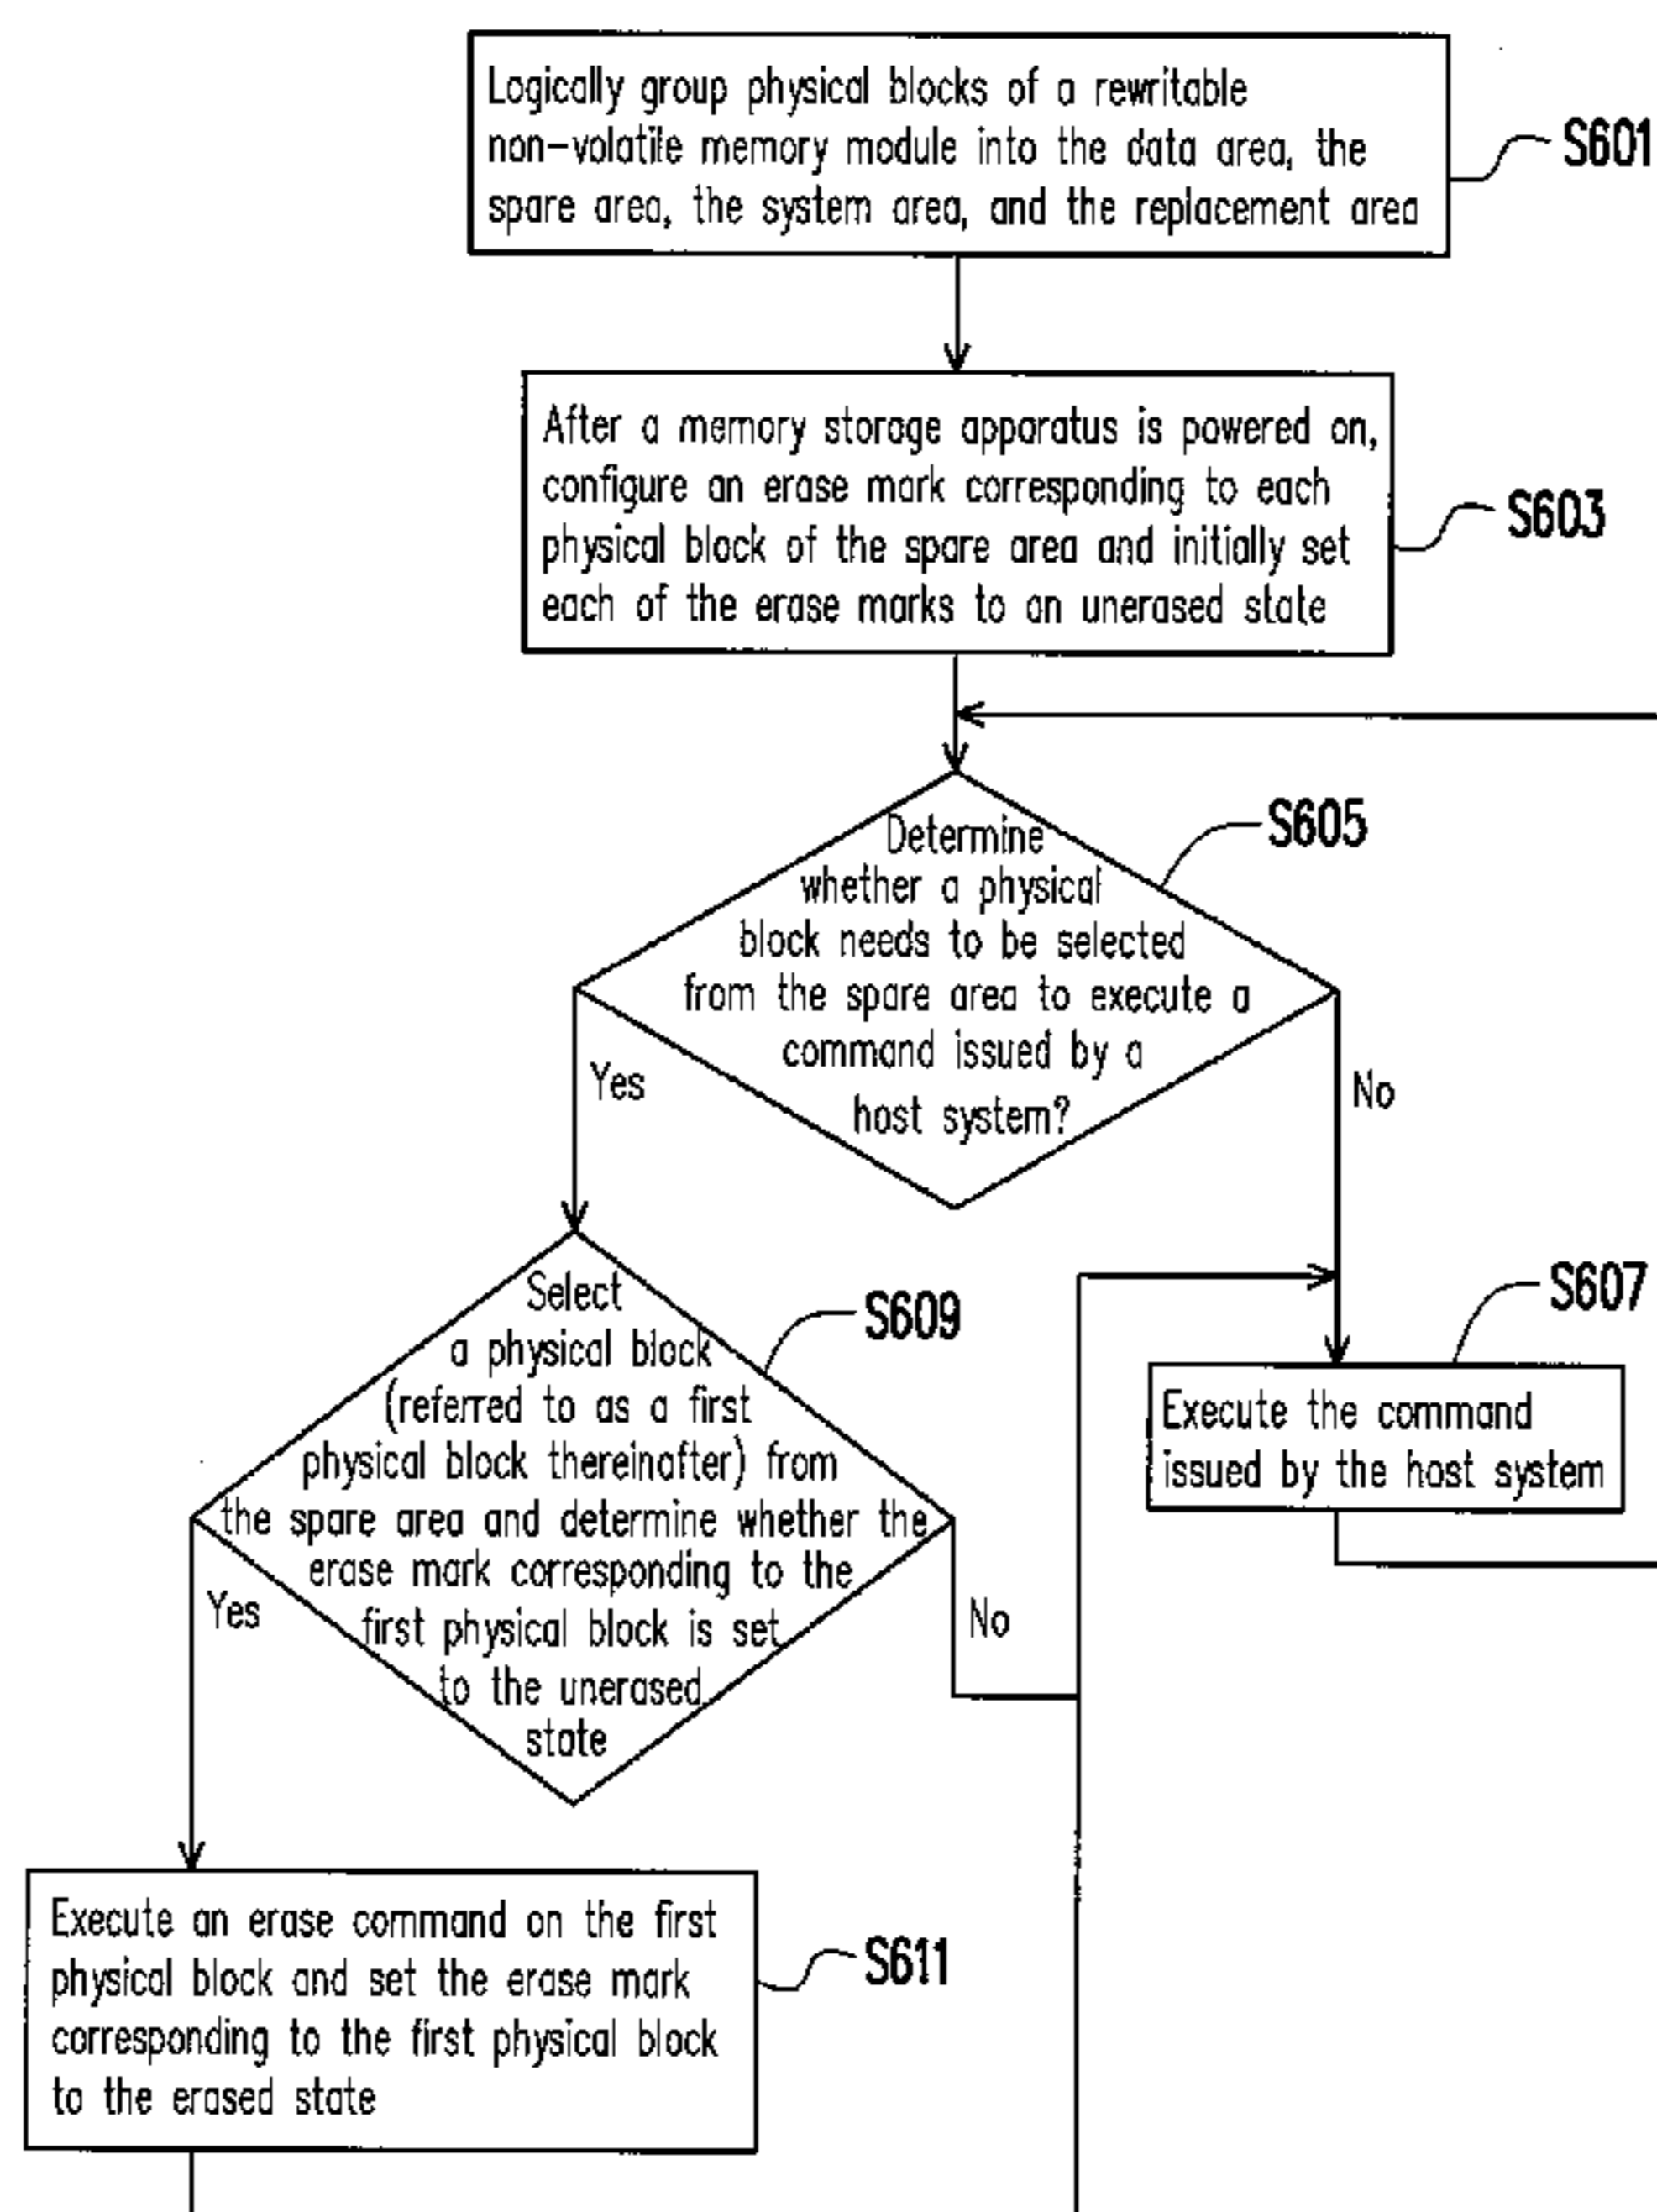 Logically group physical blocks of a rewritable
non-volatile memory module into the data area, the
spare area, the system area, and the replacement area
S601
After a memory storage apparatus is powered on,
configure an erase mark corresponding to each
physical block of the spare area and initially set
each of the erase marks to an unerased state
S603
Determine
whether a physical
block needs to be selected
from the spare area to execute a
command issued by a
host system?
S605
Yes
No
Select
a physical block
(referred to as a first
physical block thereinafter) from
the spare area and determine whether the
erase mark corresponding to the
first physical block is set
to the unerased
state
S609
S607
Execute the command
issued by the host system
Yes
No
Execute an erase command on the first
physical block and set the erase mark
corresponding to the first physical block
to the erased state
S611